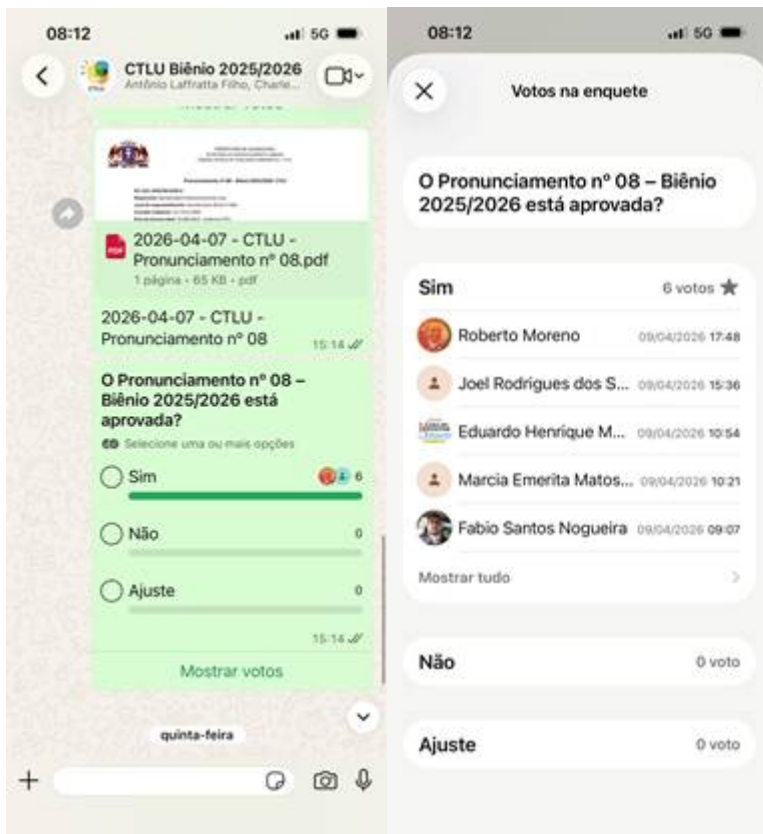 08:12
5G
CTLU Biênio 2025/2026
Antônio Laffratta Filho, Charle...
2026-04-07 - CTLU -
Pronunciamento nº 08.pdf
1 página • 65 KB • pdf
2026-04-07 - CTLU -
Pronunciamento nº 08
15:14
O Pronunciamento nº 08 –
Biênio 2025/2026 está
aprovada?
Selecione uma ou mais opções
Sim 6
Não 0
Ajuste 0
15:14
Mostrar votos
quinta-feira
08:12
5G
Votos na enquete
O Pronunciamento nº 08 – Biênio
2025/2026 está aprovada?
Sim 6 votos
Roberto Moreno 09/04/2026 17:48
Joel Rodrigues dos S... 09/04/2026 15:36
Eduardo Henrique M... 09/04/2026 10:54
Marcia Emerita Matos... 09/04/2026 10:21
Fabio Santos Nogueira 09/04/2026 09:07
Mostrar tudo
Não 0 voto
Ajuste 0 voto